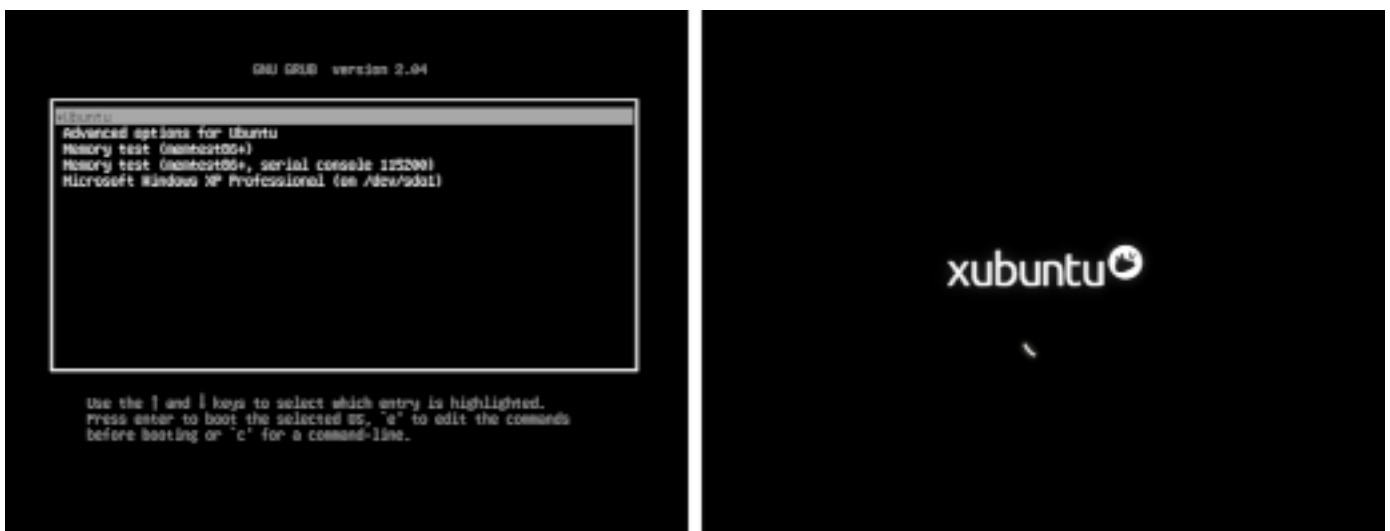 GNU GRUB version 2.04
*Ubuntu
Advanced options for Ubuntu
Memory test (memtest86+)
Memory test (memtest86+, serial console 115200)
Microsoft Windows XP Professional (on /dev/sda1)
Use the ↑ and ↓ keys to select which entry is highlighted.
Press enter to boot the selected OS, `e' to edit the commands
before booting or `c' for a command-line.
xubuntu